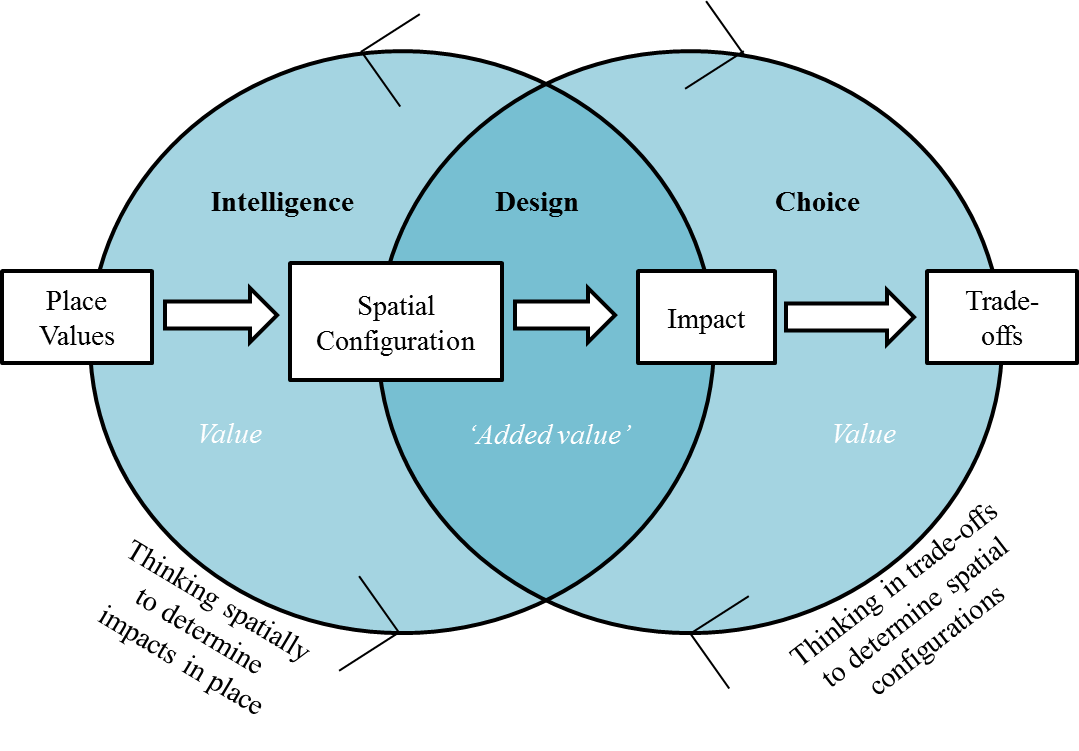 Intelligence
Design
Choice
Place
Values
Spatial
Configuration
Impact
Trade-
offs
Value
‘Added value’
Value
Thinking spatially
to determine
impacts in place
Thinking in trade-offs
to determine spatial
configurations